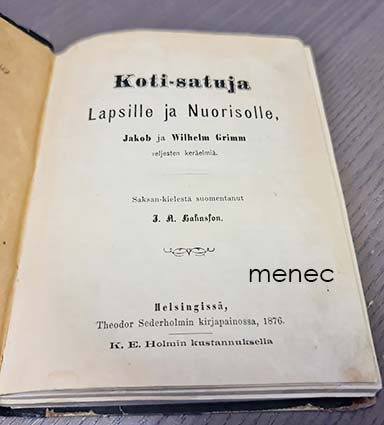 Koti-satuja
Lapsille ja Nuorisolle,
Jakob ja Wilhelm Grimm
veljesten keräelmiä.
Saksan-kielestä suomentanut
J. A. Hahnsson.
menec
Helsingissä,
Theodor Sederholmin kirjapainossa, 1876.
K. E. Holmin kustannuksella